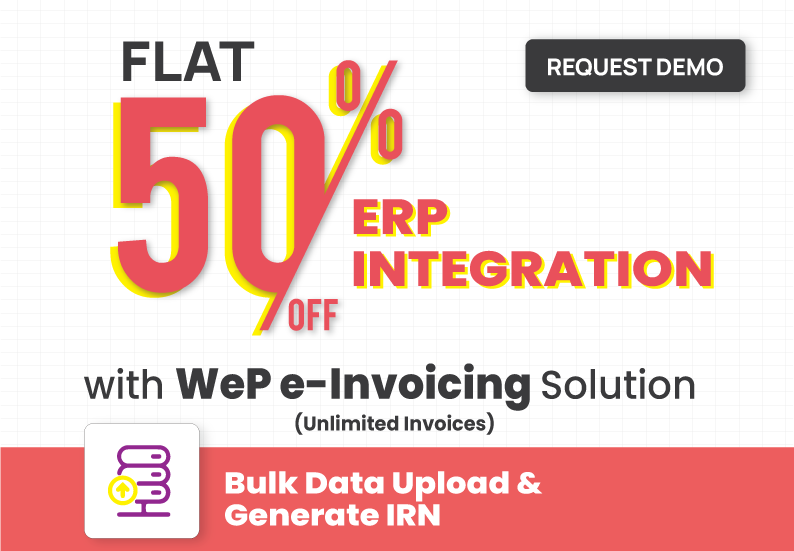 FLAT
REQUEST DEMO
50%
OFF
ERP
INTEGRATION
with WeP e-Invoicing Solution
(Unlimited Invoices)
Bulk Data Upload &
Generate IRN